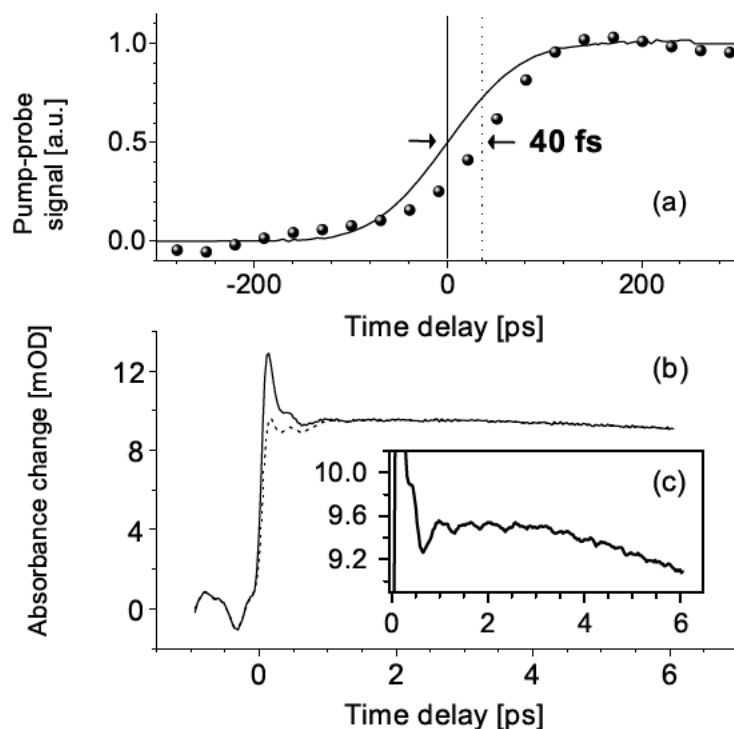 Pump-probe
signal [a.u.]
1.0
0.5
0.0
40 fs
(a)
-200
0
200
Time delay [ps]
Absorbance change [mOD]
12
8
4
0
(b)
(c)
10.0
9.6
9.2
0
2
4
6
0
2
4
6
Time delay [ps]